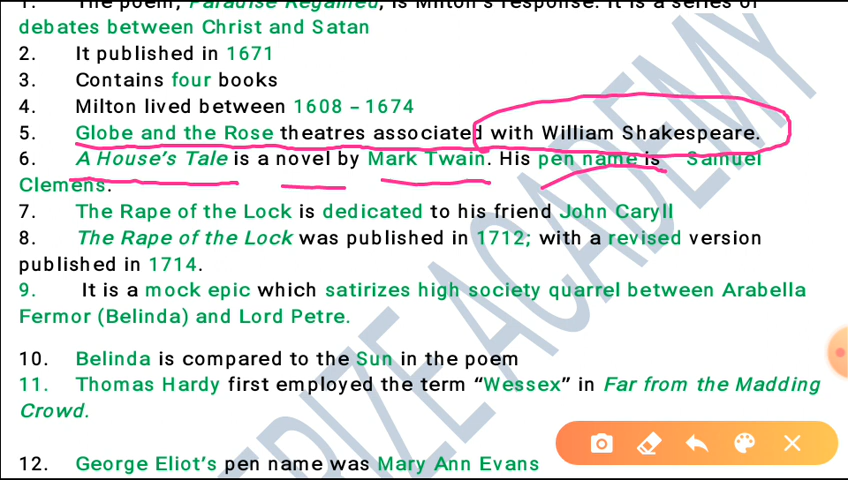 1. The poem, Paradise Regained, is Milton's response. It is a series of
debates between Christ and Satan
2. It published in 1671
3. Contains four books
4. Milton lived between 1608 – 1674
5. Globe and the Rose theatres associated with William Shakespeare.
6. A House's Tale is a novel by Mark Twain. His pen name is Samuel
Clemens.
7. The Rape of the Lock is dedicated to his friend John Caryll
8. The Rape of the Lock was published in 1712; with a revised version
published in 1714.
9. It is a mock epic which satirizes high society quarrel between Arabella
Fermor (Belinda) and Lord Petre.
10. Belinda is compared to the Sun in the poem
11. Thomas Hardy first employed the term “Wessex” in Far from the Madding
Crowd.
12. George Eliot's pen name was Mary Ann Evans
ACADEMY